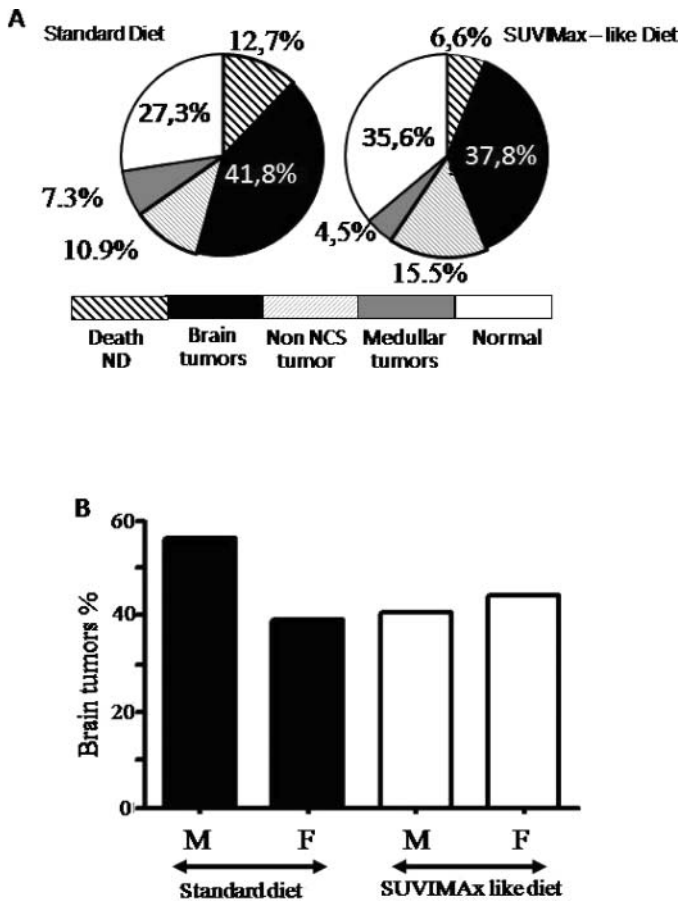 A
Standard Diet
12,7%
6,6%
SUVIMax – like Diet
27,3%
41,8%
35,6%
37,8%
7.3%
10.9%
4,5%
15.5%
Death ND
Brain tumors
Non NCS tumor
Medullar tumors
Normal
B
Brain tumors %
60
40
20
0
M F M F
Standard diet
SUVIMAx like diet